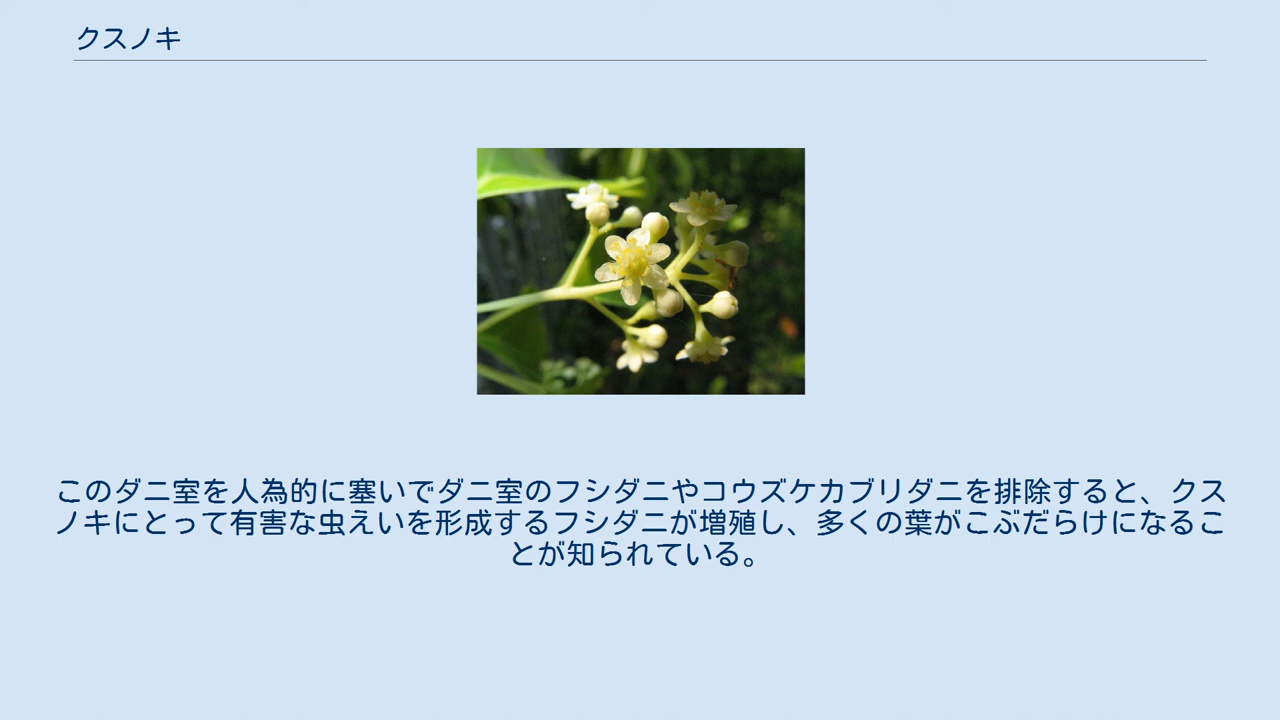 クスノキ
このダニ室を人為的に塞いでダニ室のフシダニやコウズケカブリダニを排除すると、クス
ノキにとって有害な虫えいを形成するフシダニが増殖し、多くの葉がこぶだらけになるこ
とが知られている。